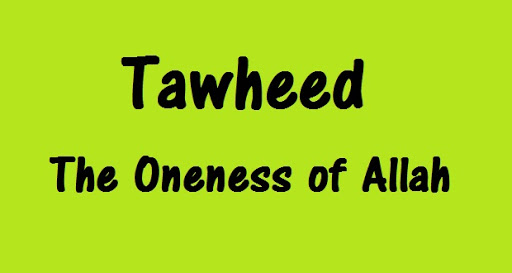 Tawheed
The Oneness of Allah